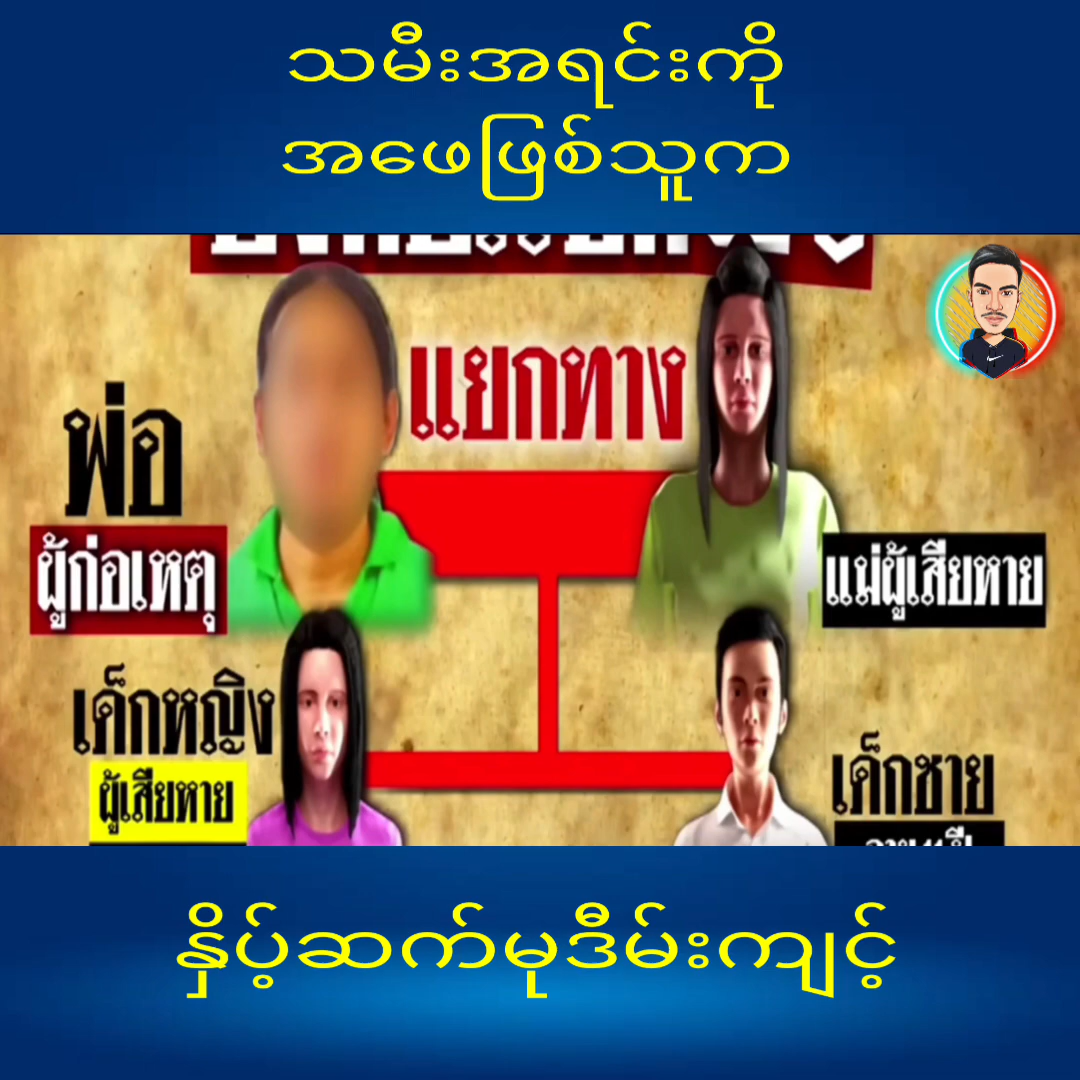 သမီးအရင်းကို
အဖေဖြစ်သူက
แยกทาง
พ่อ
ผู้ก่อเหตุ
แม่ผู้เสียหาย
เด็กหญิง
ผู้เสียหาย
เด็กชาย
နှိပ့်ဆက်မုဒီမ်းကျင့်